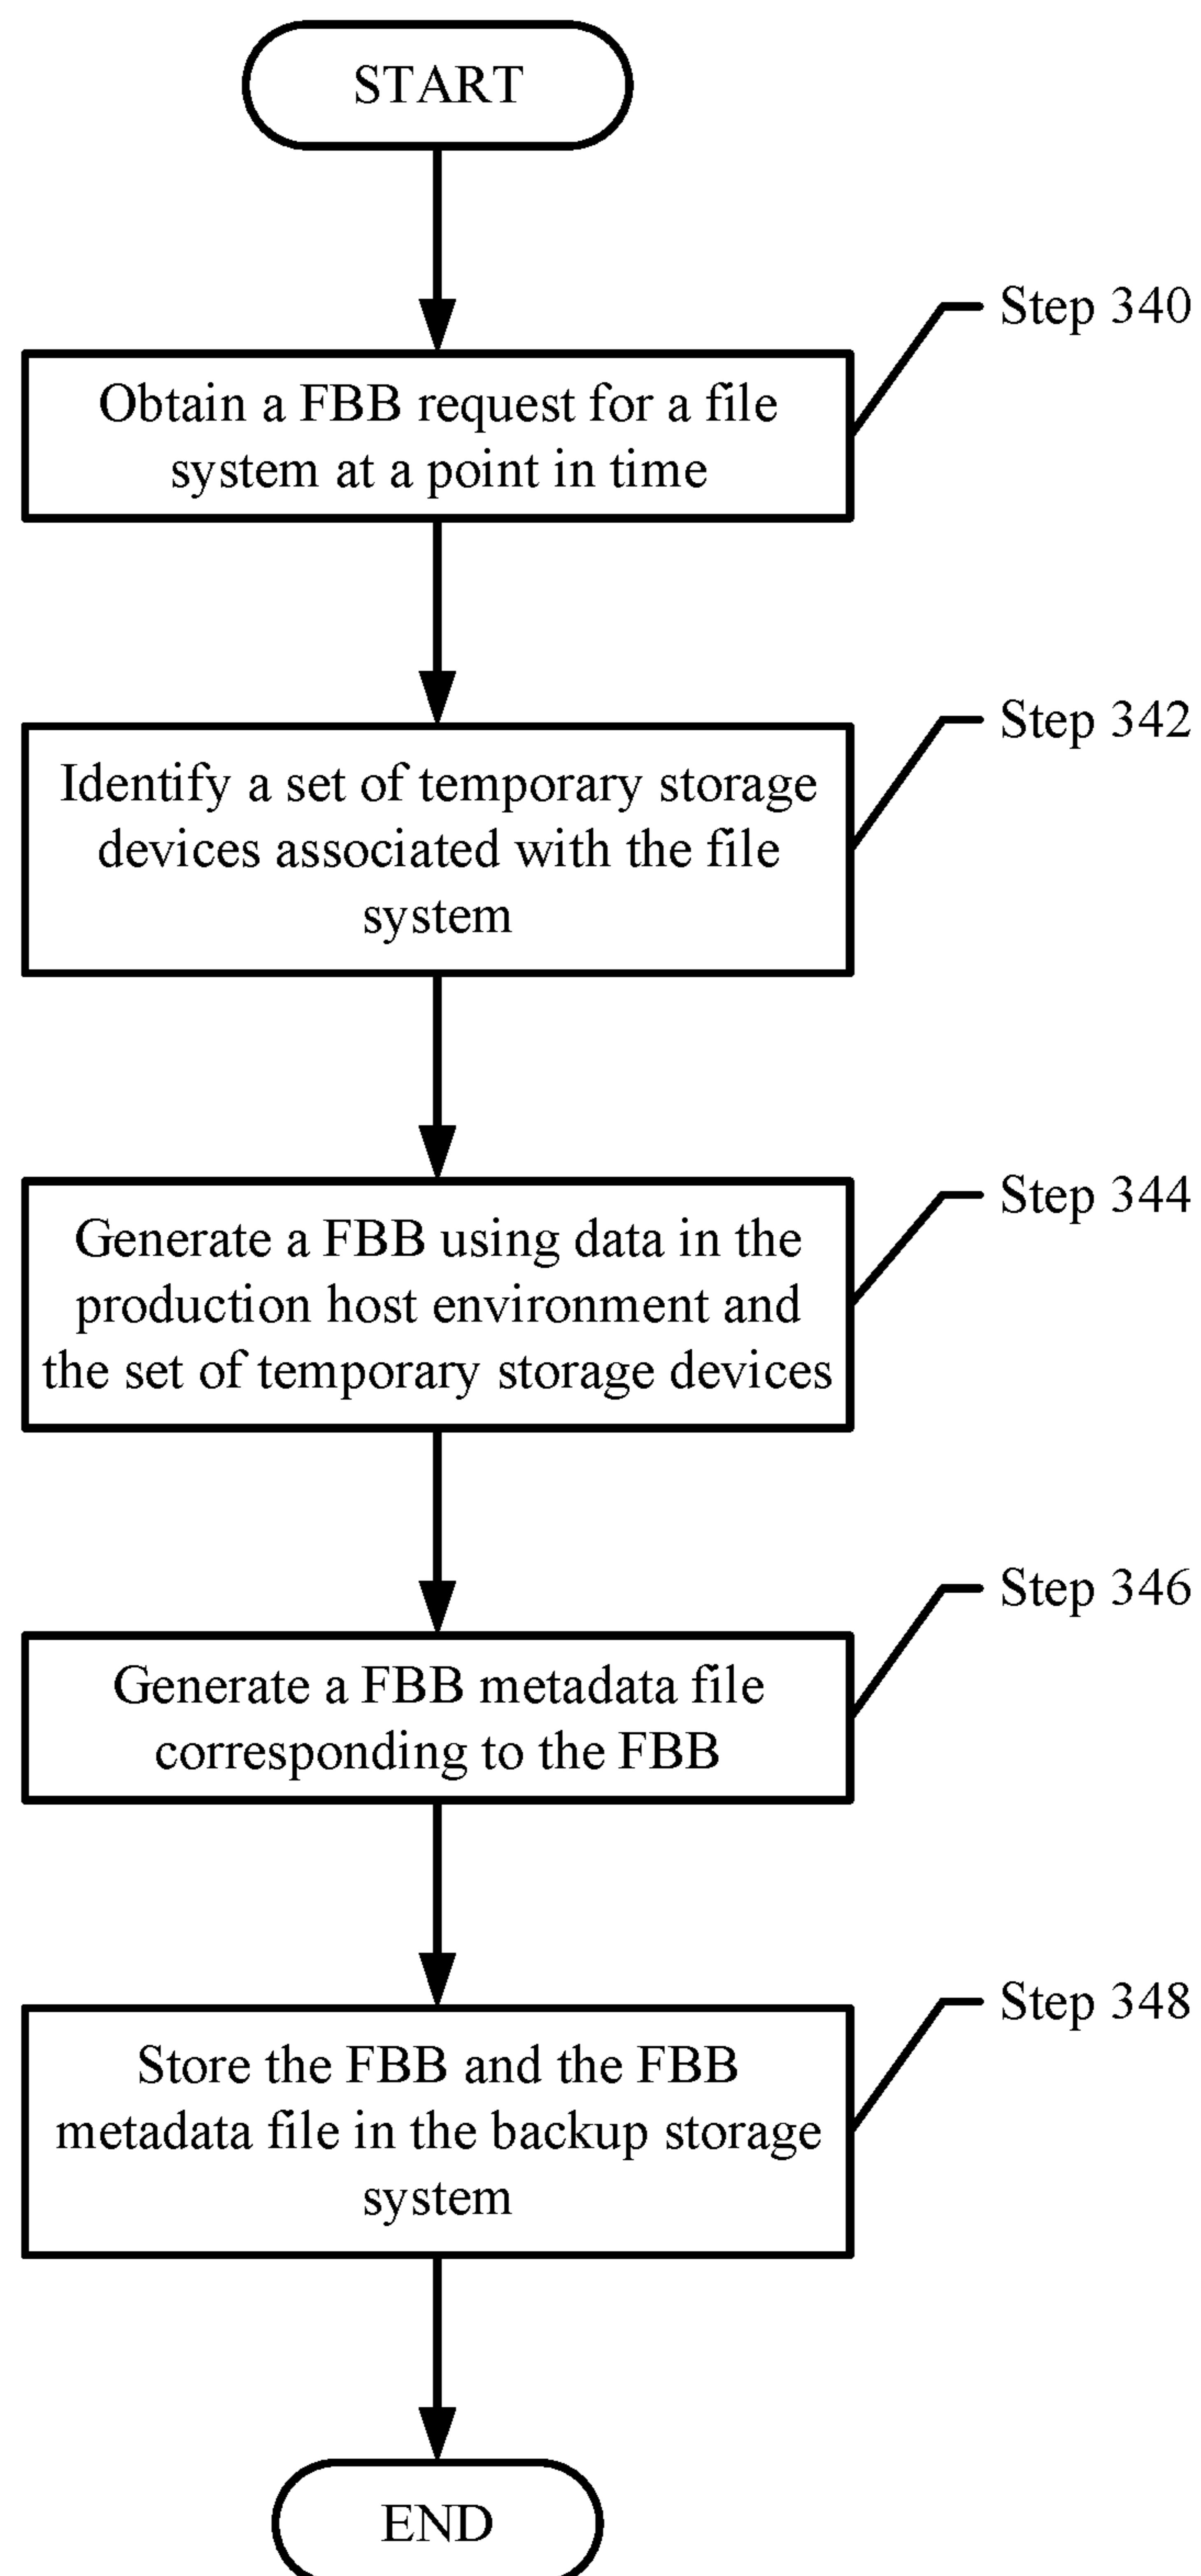 START
Step 340
Obtain a FBB request for a file
system at a point in time
Step 342
Identify a set of temporary storage
devices associated with the file
system
Step 344
Generate a FBB using data in the
production host environment and
the set of temporary storage devices
Step 346
Generate a FBB metadata file
corresponding to the FBB
Step 348
Store the FBB and the FBB
metadata file in the backup storage
system
END